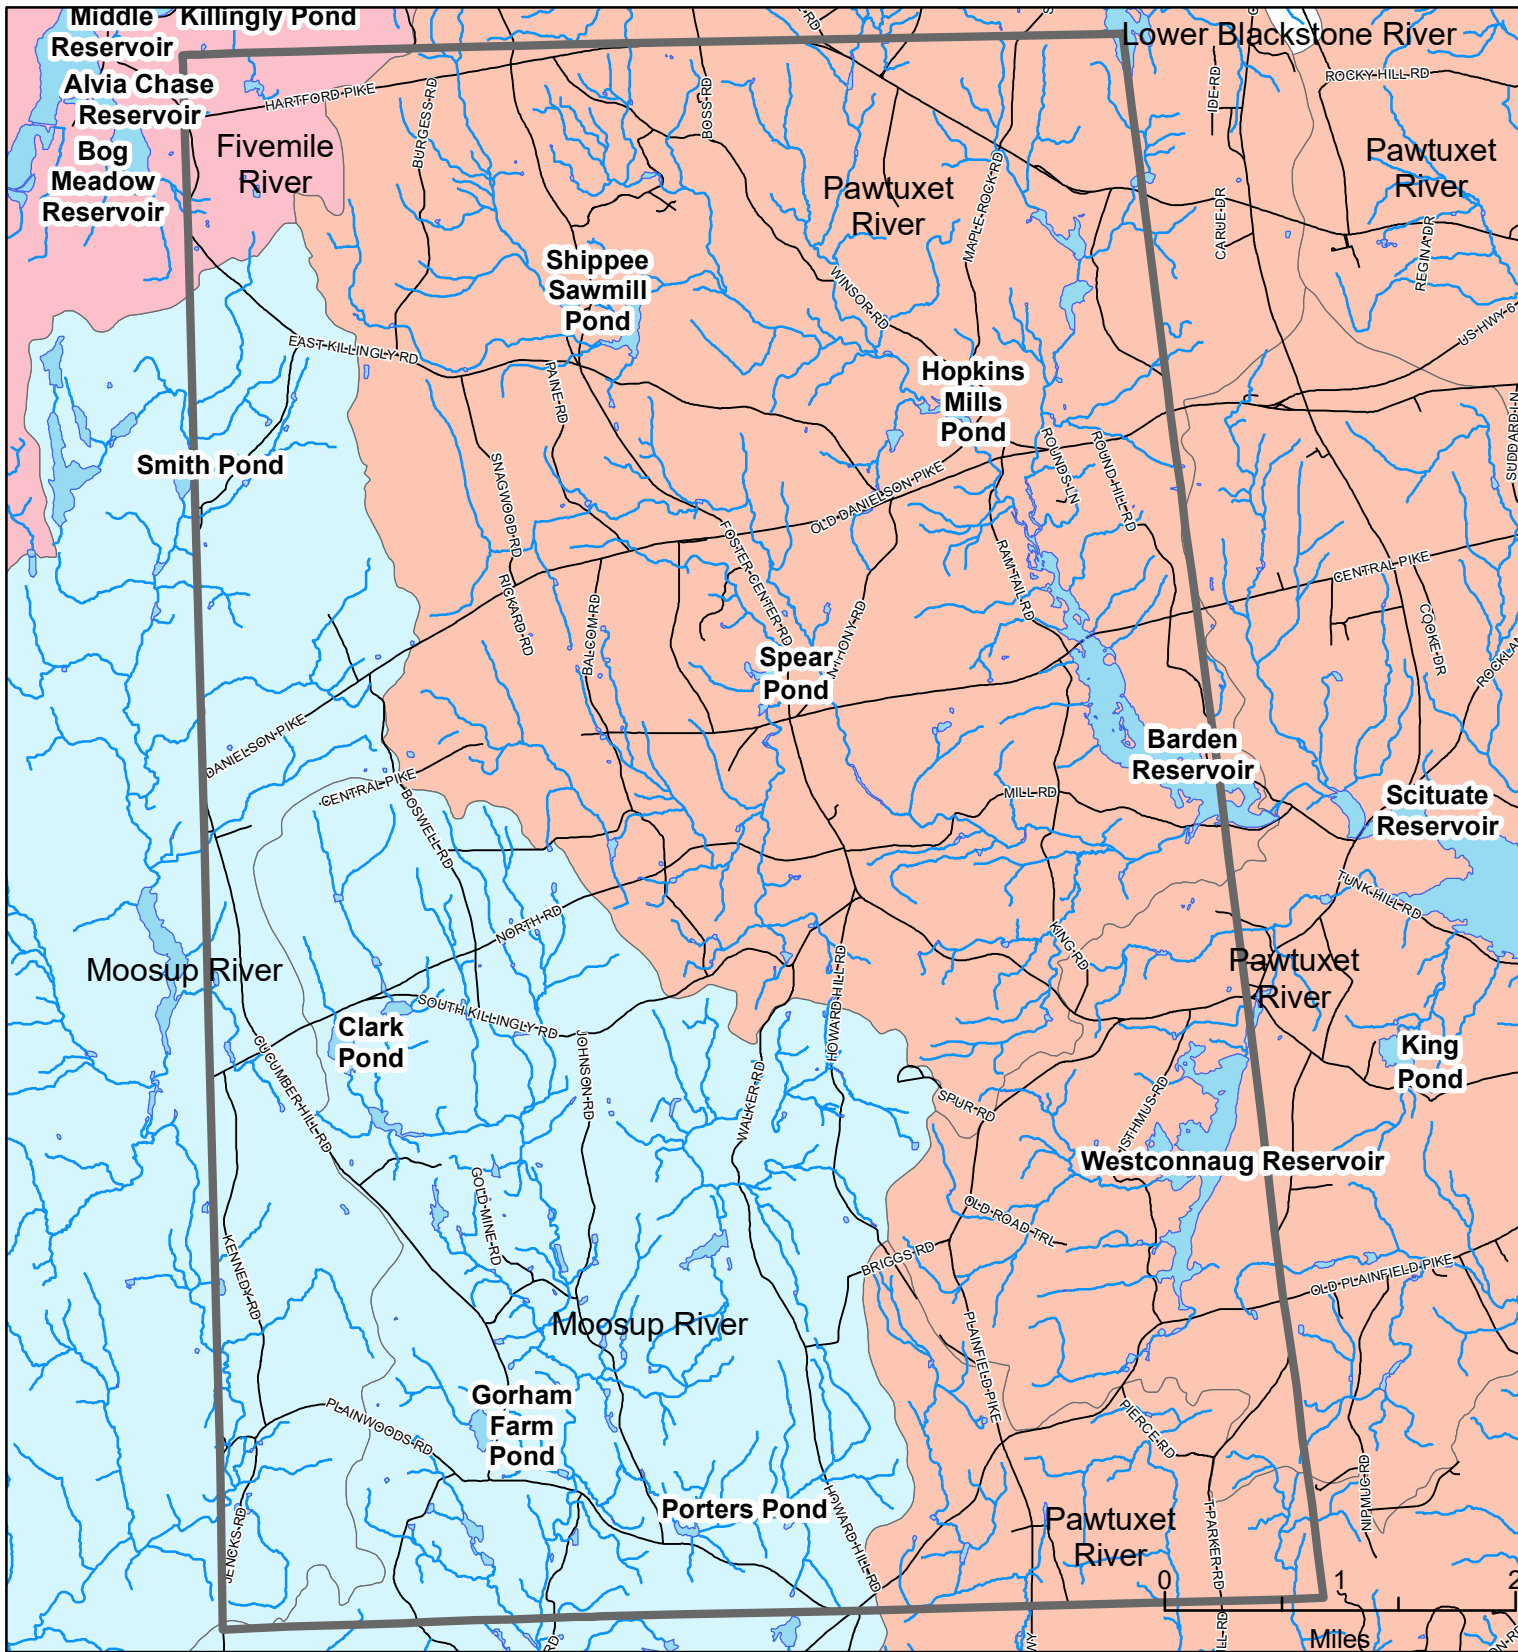 Middle
Reservoir
Killingly Pond
Lower Blackstone River
Alvia Chase
Reservoir
HARTFORD PIKE
BURGESS RD
BOSS RD
IDE RD
ROCKY HILL RD
Bog
Meadow
Reservoir
Fivemile
River
Pawtuxet
River
MAPLE ROCK RD
CARUE DR
Pawtuxet
River
REGINA DR
Shippee
Sawmill
Pond
WINSOR RD
US HWY 6
EAST KILLINGLY RD
PAINE RD
Hopkins
Mills
Pond
SUDDARD LN
Smith Pond
SNAGWOOD RD
OLD DANIELSON PIKE
ROUNDS LN
ROUND HILL RD
FOSTER CENTER RD
RAM TAIL RD
CENTRAL PIKE
RICKARD RD
BALCOM RD
COOKE DR
Spear
Pond
DANIELSON PIKE
Barden
Reservoir
CENTRAL PIKE
BOSWELL RD
MILL RD
Scituate
Reservoir
TUNK HILL RD
NORTH RD
KING RD
Moosup River
HOWARD HILL RD
Pawtuxet
River
SOUTH KILLINGLY RD
Clark
Pond
CUCUMBER HILL RD
JOHNSON RD
WALKER RD
King
Pond
SPUR RD
ISTHMUS RD
Westconnaug Reservoir
GOLD MINE RD
OLD ROAD TRL
KENNEDY RD
BRIGGS RD
OLD PLAINFIELD PIKE
Moosup River
PLAINFIELD PIKE
Gorham
Farm
Pond
PLAINWOODS RD
PIERCE RD
Porters Pond
HOWARD HILL RD
NIPMUC RD
JENCKS RD
Pawtuxet
River
T PARKER RD
0 1 2
Miles